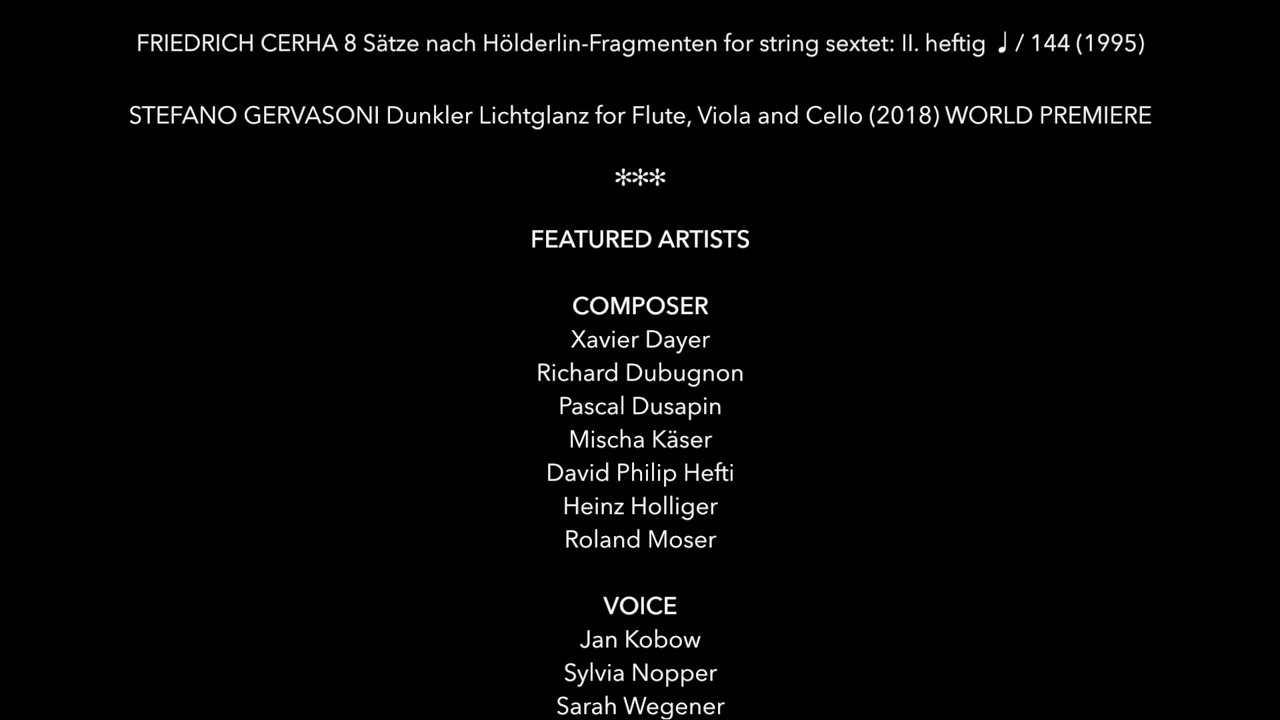 FRIEDRICH CERHA 8 Sätze nach Hölderlin-Fragmenten for string sextet: II. heftig ♩ / 144 (1995)
STEFANO GERVASONI Dunkler Lichtglanz for Flute, Viola and Cello (2018) WORLD PREMIERE
***
FEATURED ARTISTS
COMPOSER
Xavier Dayer
Richard Dubugnon
Pascal Dusapin
Mischa Käser
David Philip Hefti
Heinz Holliger
Roland Moser
VOICE
Jan Kobow
Sylvia Nopper
Sarah Wegener